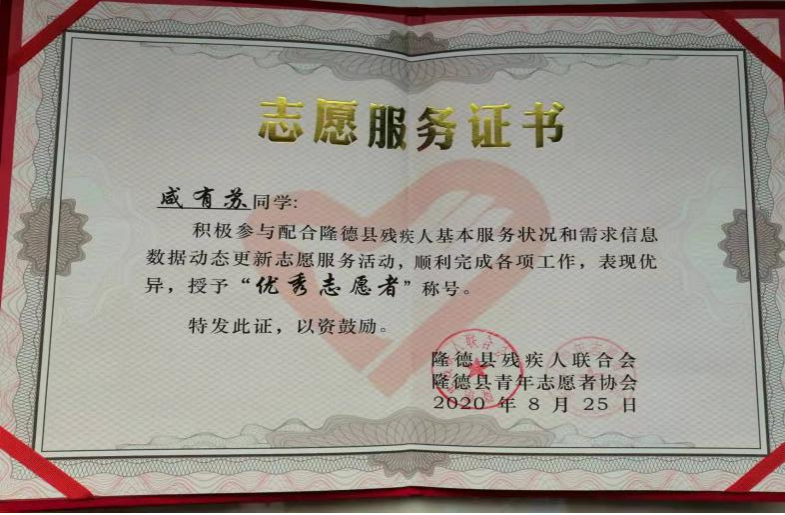 志愿服务证书
咸有苏同学:
积极参与配合隆德县残疾人基本服务状况和需求信息
数据动态更新志愿服务活动，顺利完成各项工作，表现优
异，授予“优秀志愿者”称号。
特发此证，以资鼓励。
隆德县残疾人联合会
隆德县青年志愿者协会
2020 年 8 月 25 日